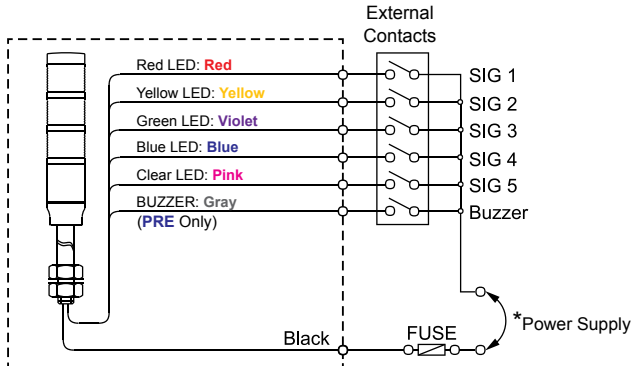 External
Contacts
Red LED: Red
SIG 1
Yellow LED: Yellow
SIG 2
Green LED: Violet
SIG 3
Blue LED: Blue
SIG 4
Clear LED: Pink
SIG 5
BUZZER: Gray
Buzzer
(PRE Only)
*Power Supply
Black
FUSE